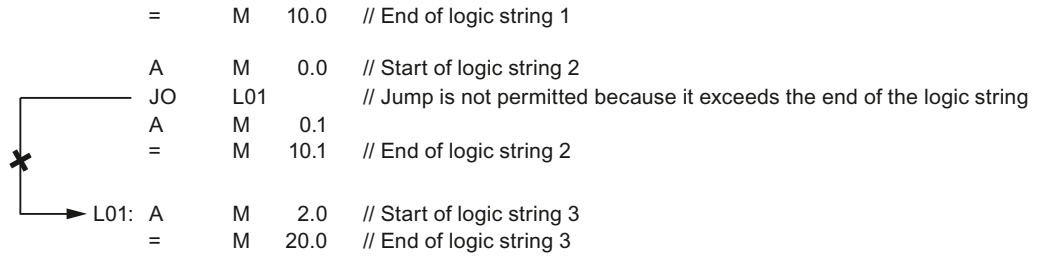 = M 10.0 // End of logic string 1
A M 0.0 // Start of logic string 2
JO L01 // Jump is not permitted because it exceeds the end of the logic string
A M 0.1
= M 10.1 // End of logic string 2
L01: A M 2.0 // Start of logic string 3
= M 20.0 // End of logic string 3